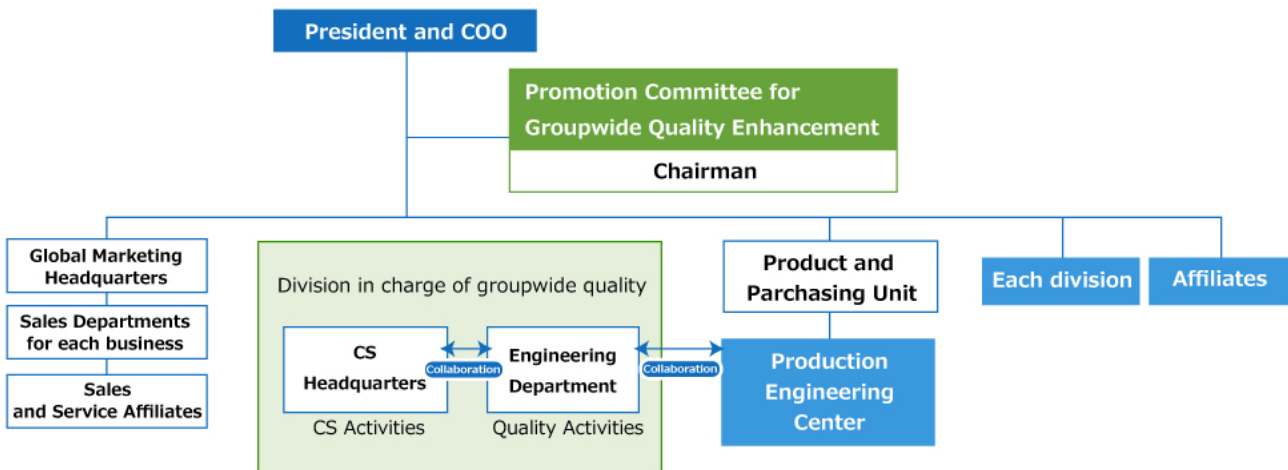 President and COO
Promotion Committee for
Groupwide Quality Enhancement
Chairman
Global Marketing
Headquarters
Sales Departments
for each business
Sales
and Service Affiliates
Division in charge of groupwide quality
CS
Headquarters
Collaboration
Engineering
Department
Collaboration
CS Activities
Quality Activities
Product and
Parchasing Unit
Production
Engineering
Center
Each division
Affiliates